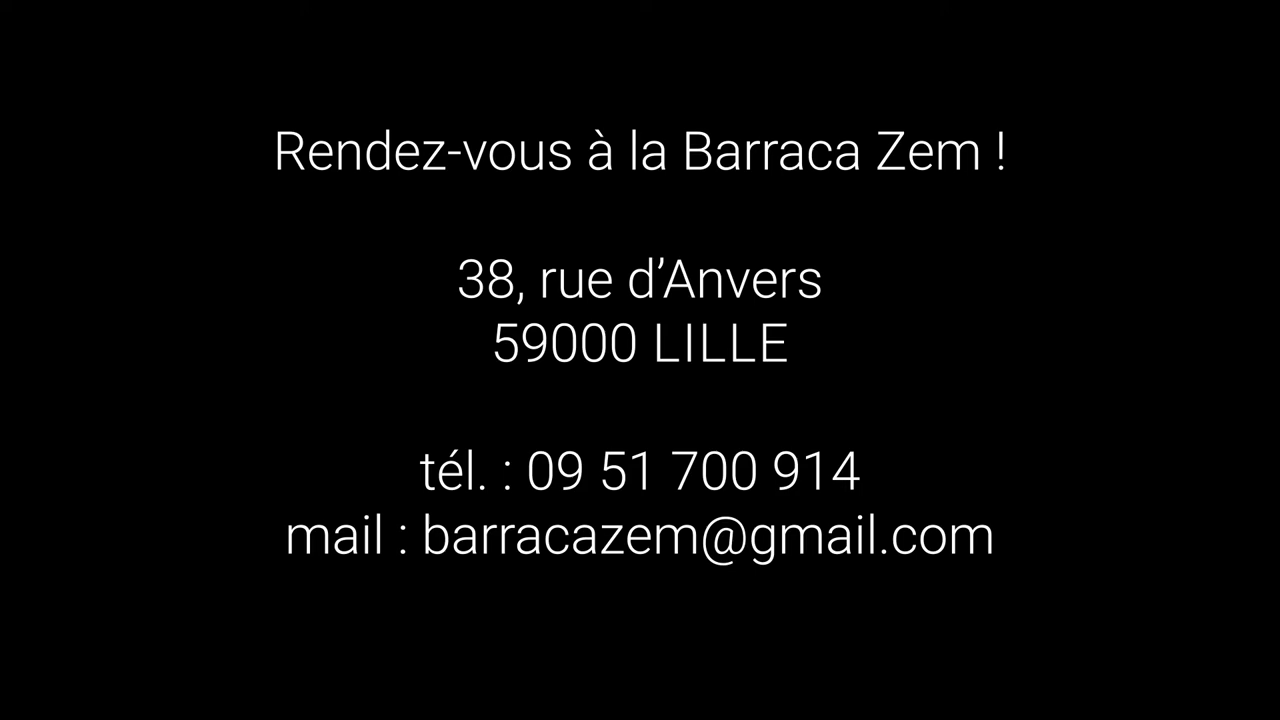 Rendez-vous à la Barraca Zem !
38, rue d’Anvers
59000 LILLE
tél. : 09 51 700 914
mail : barracazem@gmail.com